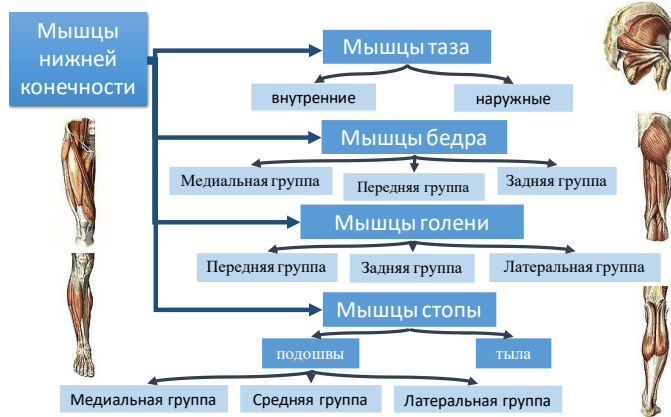 Мышцы
нижней
конечности
Мышцы таза
внутренние
наружные
Мышцы бедра
Медиальная группа
Передняя группа
Задняя группа
Мышцы голени
Передняя группа
Задняя группа
Латеральная группа
Мышцы стопы
подошвы
тыла
Медиальная группа
Средняя группа
Латеральная группа